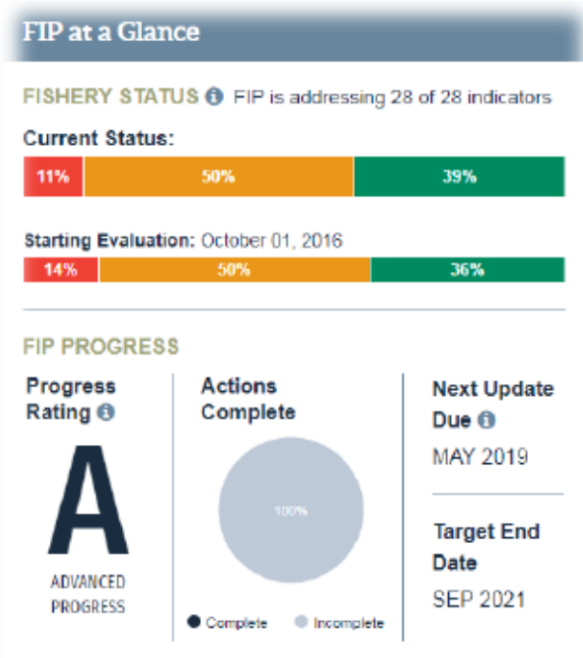 FIP at a Glance
FISHERY STATUS FIP is addressing 28 of 28 indicators
Current Status:
11% 50% 39%
Starting Evaluation: October 01, 2016
14% 50% 36%
FIP PROGRESS
Progress
Rating
A
ADVANCED
PROGRESS
Actions
Complete
100%
Complete Incomplete
Next Update
Due
MAY 2019
Target End
Date
SEP 2021